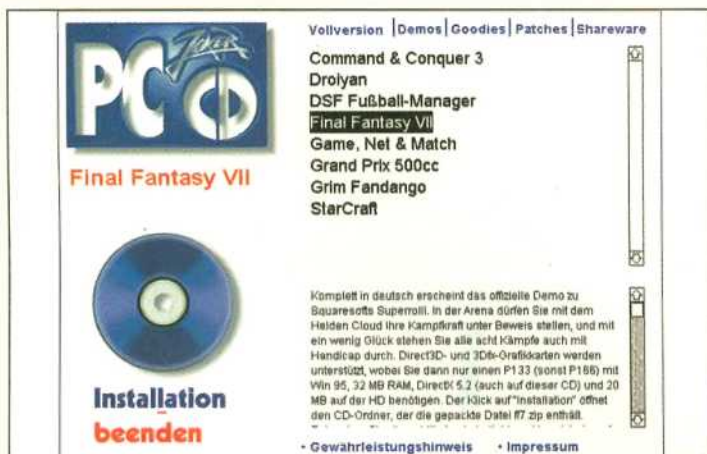 PC JOKER CD
Final Fantasy VII
Installation
beenden
Vollversion | Demos | Goodies | Patches | Shareware
Command & Conquer 3
Drolyan
DSF Fußball-Manager
Final Fantasy VII
Game, Net & Match
Grand Prix 500cc
Grim Fandango
StarCraft
Komplett in deutsch erscheint das offizielle Demo zu
Squaresofts Superrolli. In der Arena dürfen Sie mit dem
Helden Cloud ihre Kampfkraft unter Beweis stellen, und mit
ein wenig Glück stehen Sie alle acht Kämpfe auch mit
Handicap durch. Direct3D- und 3Dfx-Grafikkarten werden
unterstützt, wobei Sie dann nur einen P133 (sonst P166) mit
Win 95, 32 MB RAM, DirectX 5.2 (auch auf dieser CD) und 20
MB auf der HD benötigen. Der Klick auf "Installation" öffnet
den CD-Ordner, der die gepackte Datei ff7.zip enthält.
• Gewährleistungshinweis • Impressum